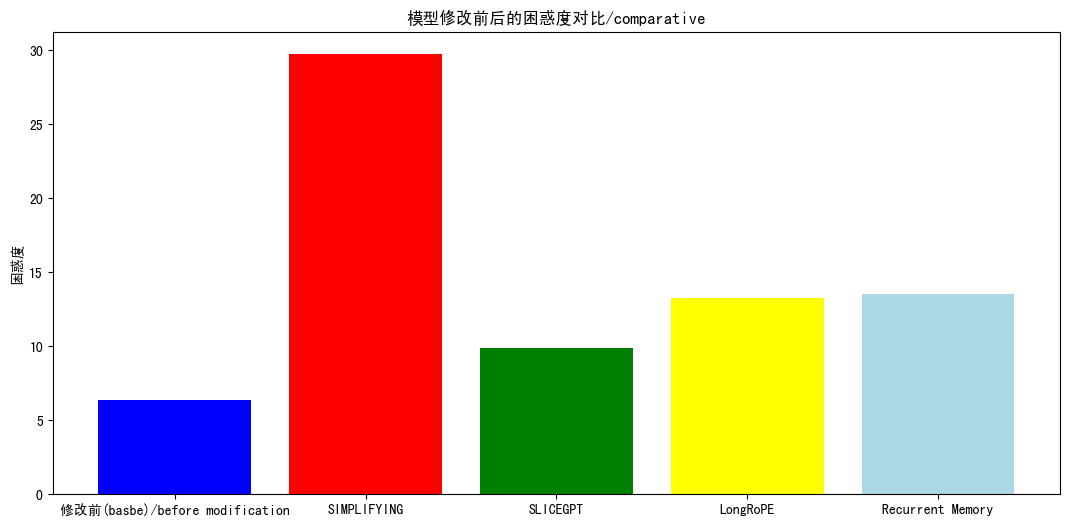 模型修改前后的困惑度对比/comparative
困惑度
30
25
20
15
10
5
0
修改前(basbe)/before modification
SIMPLIFYING
SLICEGPT
LongRoPE
Recurrent Memory